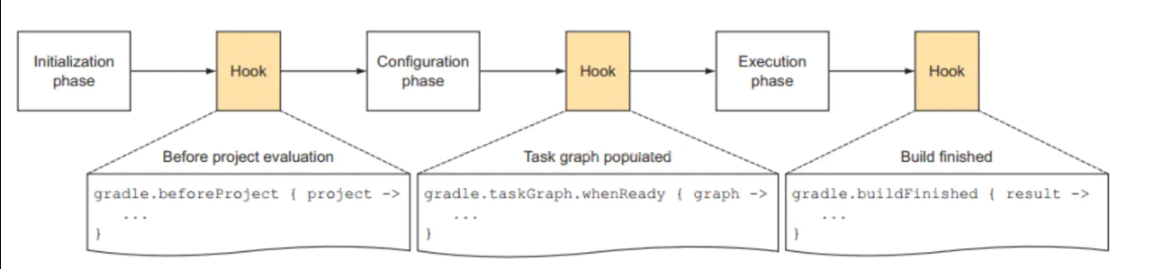 Initialization
phase
Hook
Configuration
phase
Hook
Execution
phase
Hook
Before project evaluation
Task graph populated
Build finished
gradle.beforeProject { project ->
...
}
gradle.taskGraph.whenReady { graph ->
...
}
gradle.buildFinished { result ->
...
}